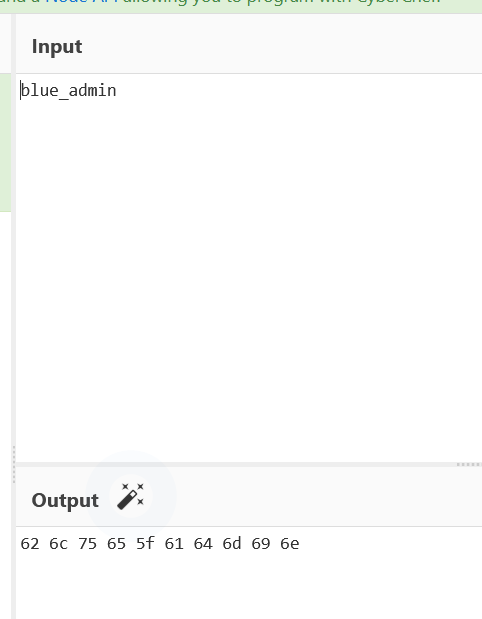 and a Node API allowing you to program with CyberChef.
Input
blue_admin
Output
62 6c 75 65 5f 61 64 6d 69 6e